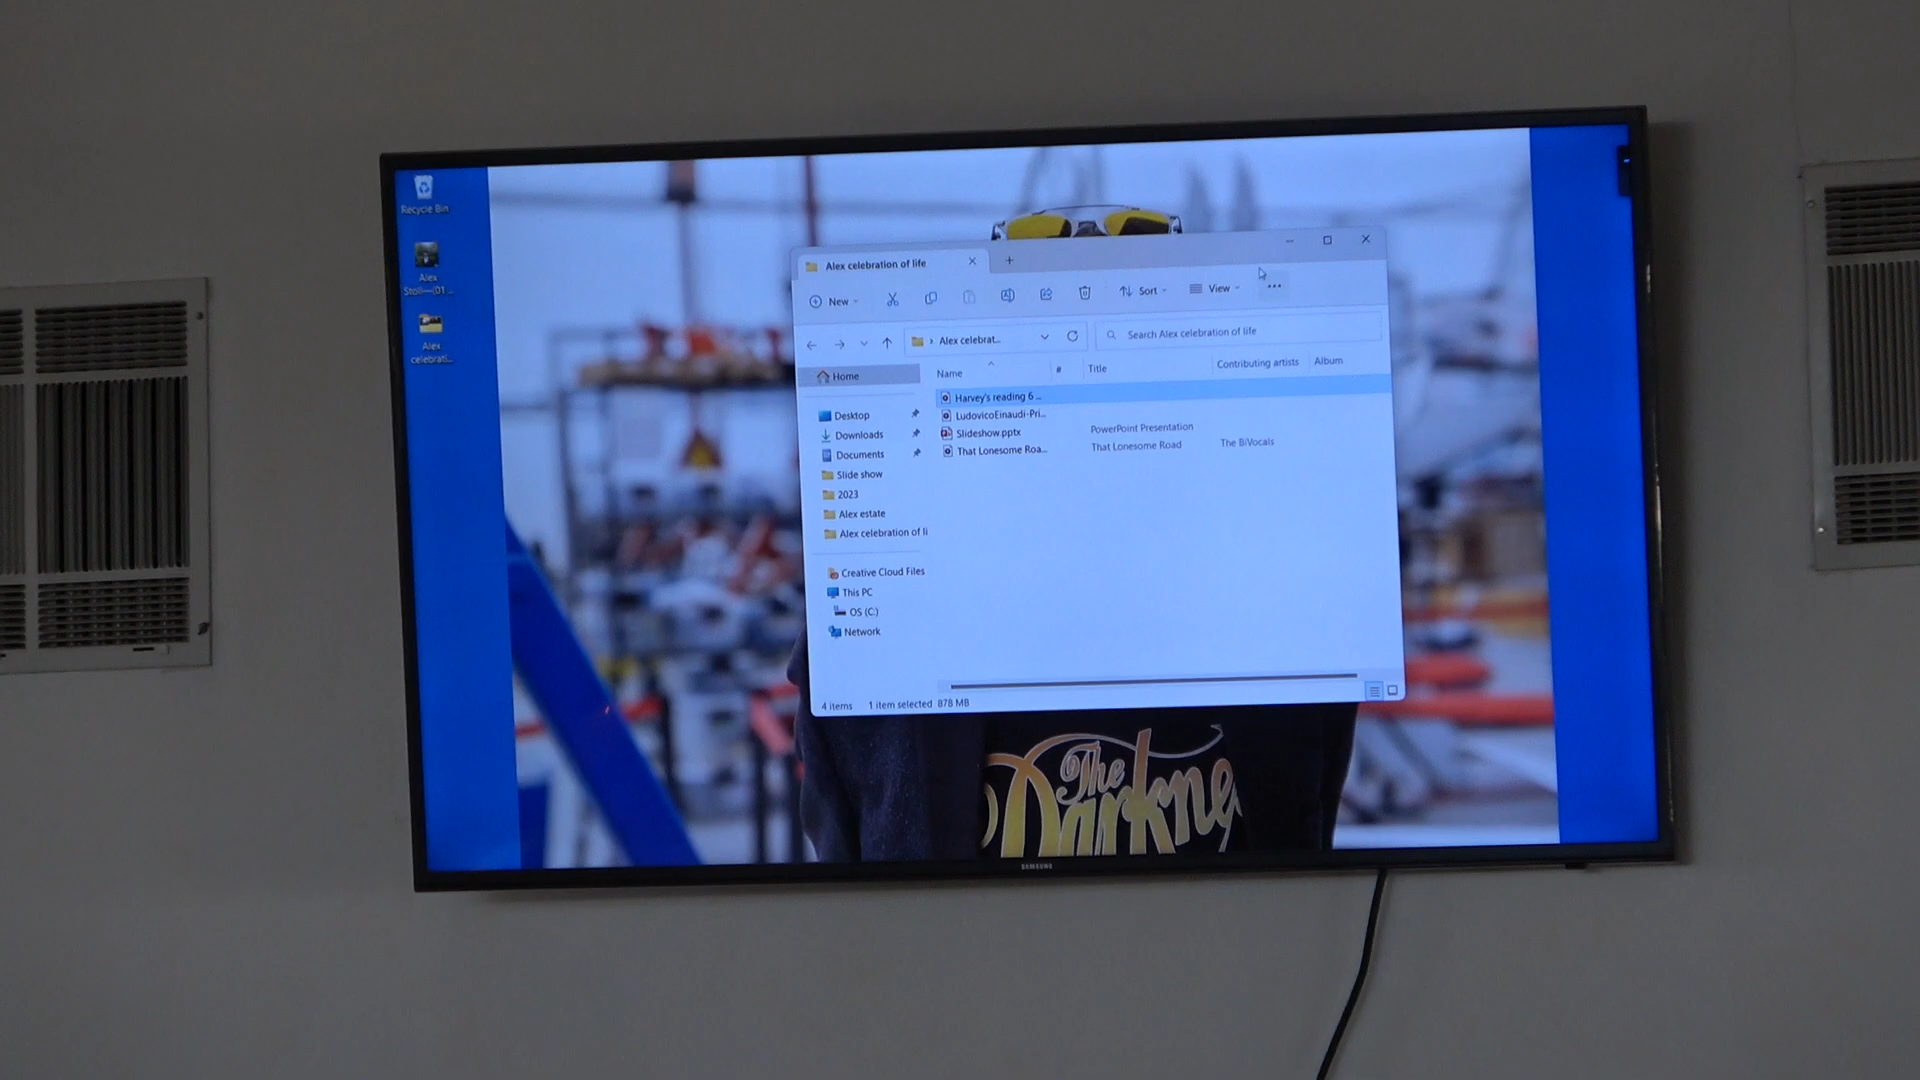 Recycle Bin
Alex
Stoll—(01 ...
Alex
celebrati...
Alex celebration of life
New
Sort
View
Alex celebrat...
Search Alex celebration of life
Name
#
Title
Contributing artists
Album
Home
Desktop
Downloads
Documents
Slide show
2023
Alex estate
Alex celebration of li
Creative Cloud Files
This PC
OS (C:)
Network
Harvey's reading 6 ...
LudovicoEinaudi-Pri...
Slideshow.pptx
PowerPoint Presentation
That Lonesome Roa...
That Lonesome Road
The BiVocals
4 items
1 item selected 878 MB
The
Darkne
SAMSUNG